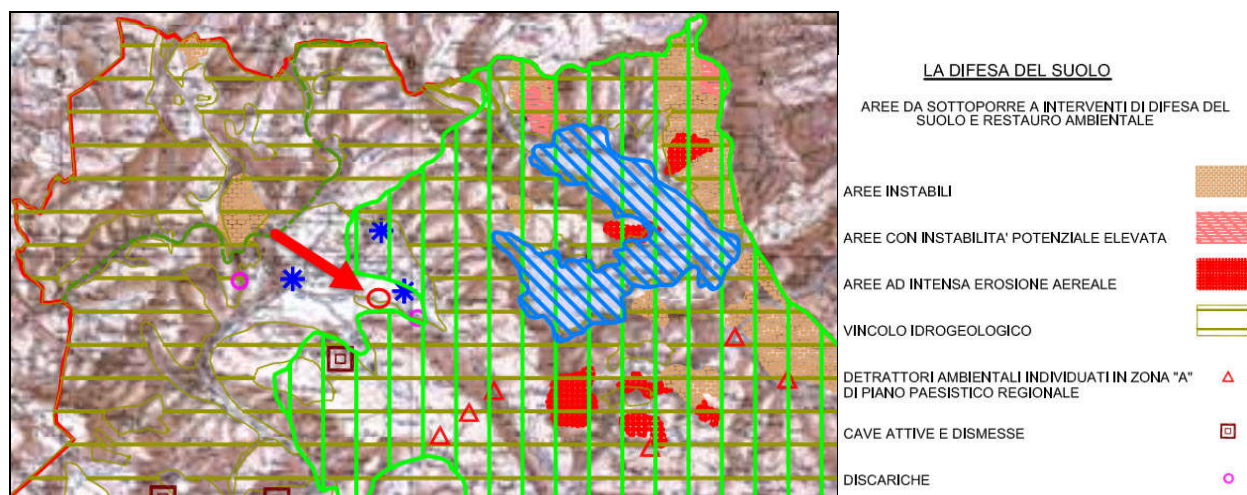 LA DIFESA DEL SUOLO
AREE DA SOTTOPORRE A INTERVENTI DI DIFESA DEL
SUOLO E RESTAURO AMBIENTALE
AREE INSTABILI
AREE CON INSTABILITA' POTENZIALE ELEVATA
AREE AD INTENSA EROSIONE AEREALE
VINCOLO IDROGEOLOGICO
DETRATTORI AMBIENTALI INDIVIDUATI IN ZONA "A"
DI PIANO PAESISTICO REGIONALE
CAVE ATTIVE E DISMESSE
DISCARICHE